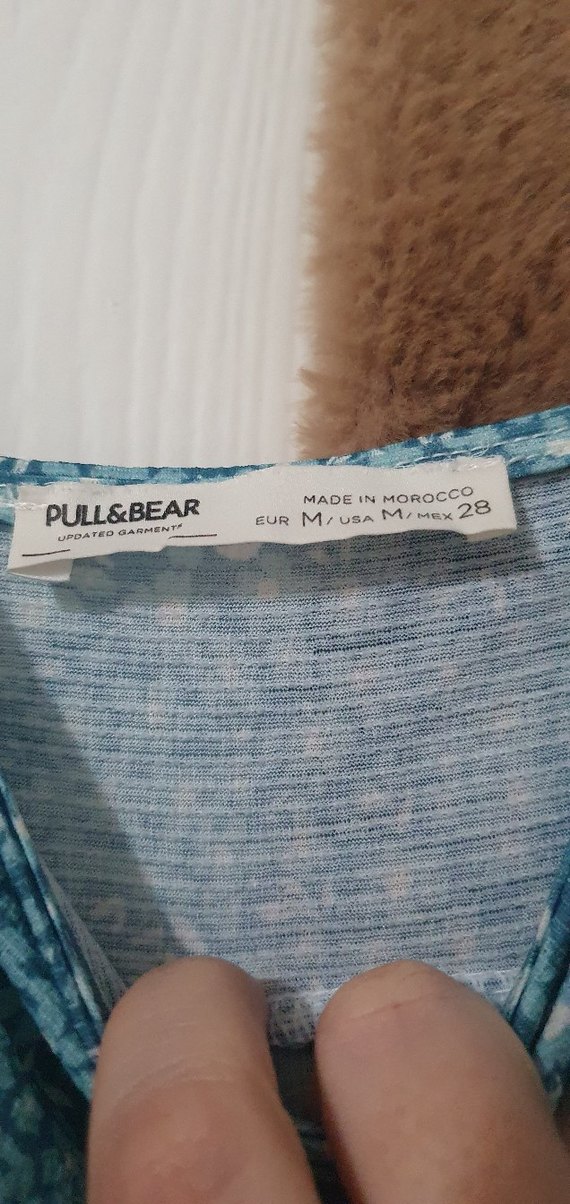 PULL&BEAR
UPDATED GARMENT*
MADE IN MOROCCO
EUR M/ USA M/ MEX 28